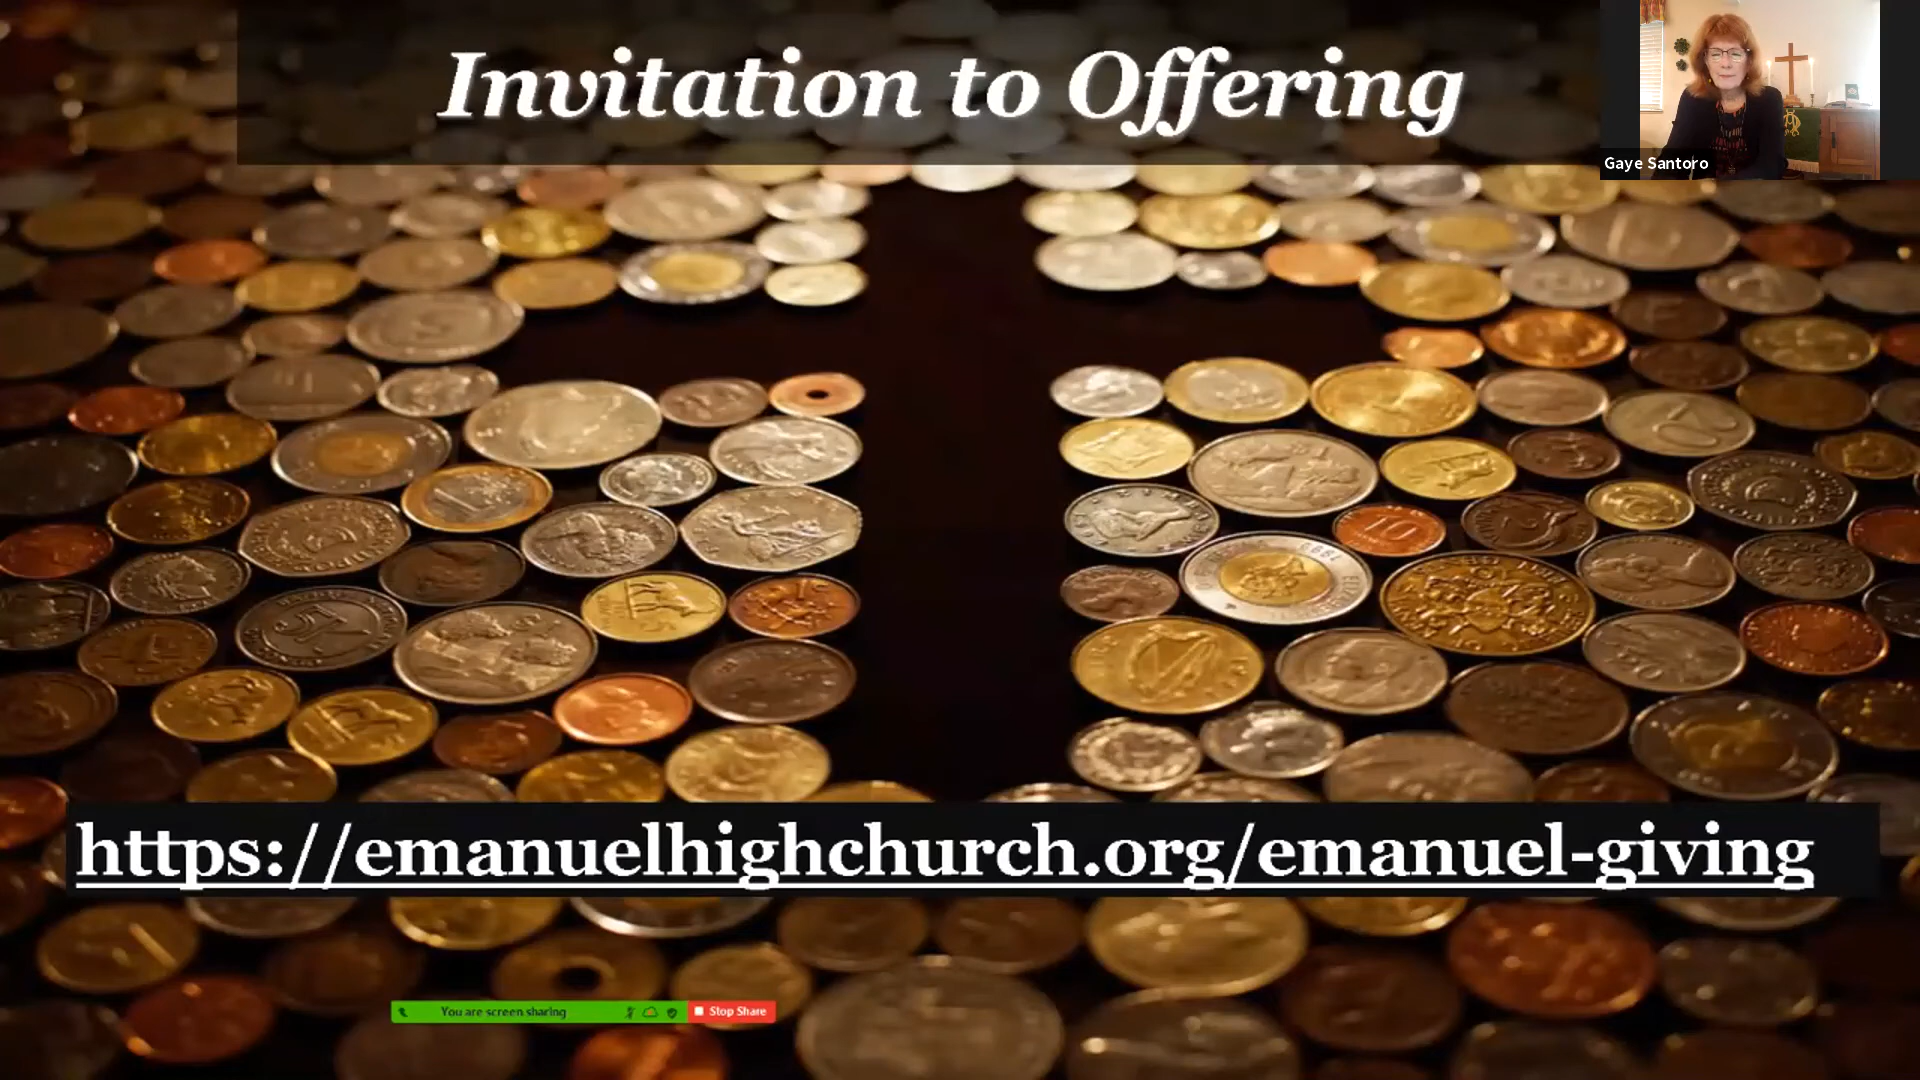 Invitation to Offering
Gaye Santoro
https://emanuelhighchurch.org/emanuel-giving
You are screen sharing
Stop Share